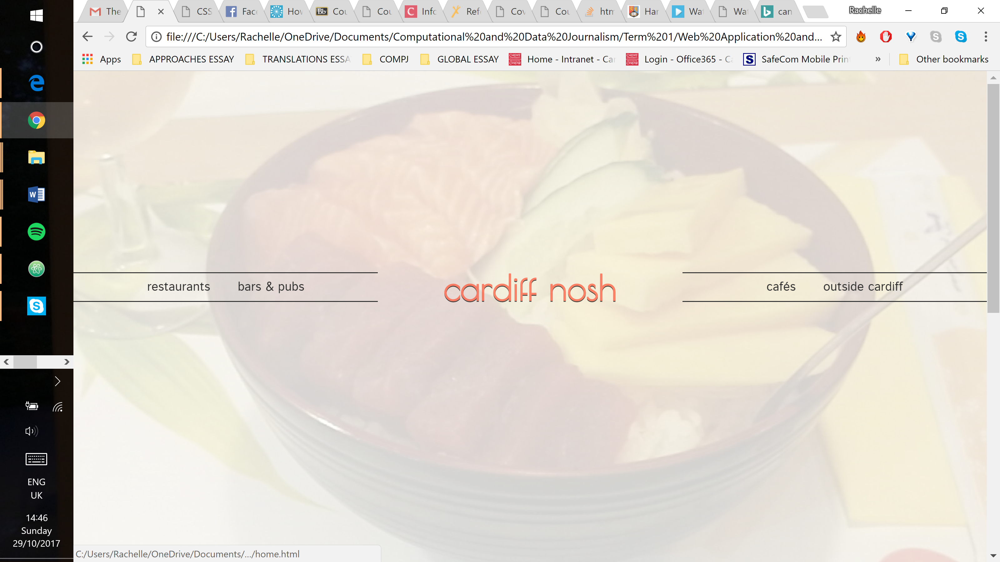 The
CSS
Face
How
Bb Cou
Cou
C Info
Refe
Cov
Cou
htm
Har
Wat
Wat
b can
Rachelle
file:///C:/Users/Rachelle/OneDrive/Documents/Computational%20and%20Data%20Journalism/Term%201/Web%20Application%20and...
Apps
APPROACHES ESSAY
TRANSLATIONS ESSA
COMPJ
GLOBAL ESSAY
Home - Intranet - Car
Login - Office365 - Ca
S SafeCom Mobile Prin
»
Other bookmarks
restaurants
bars & pubs
cardiff nosh
cafés
outside cardiff
ENG
UK
14:46
Sunday
29/10/2017
C:/Users/Rachelle/OneDrive/Documents/.../home.html